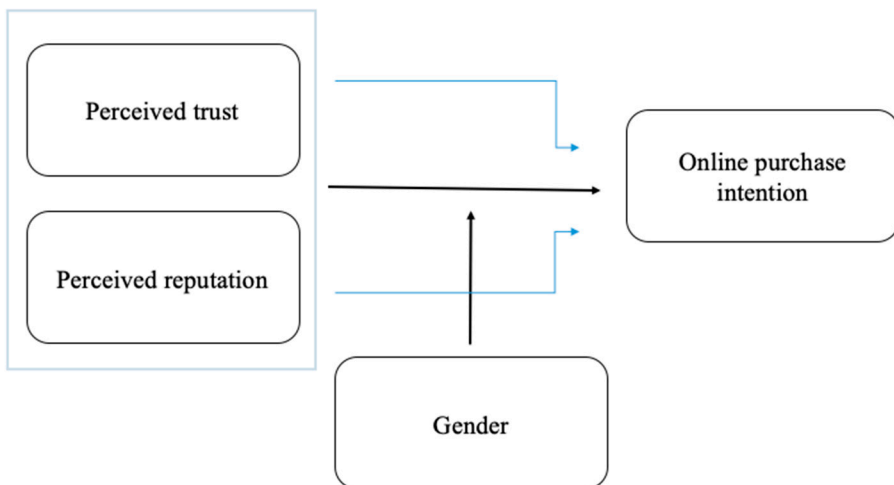 Perceived trust
Online purchase
intention
Perceived reputation
Gender